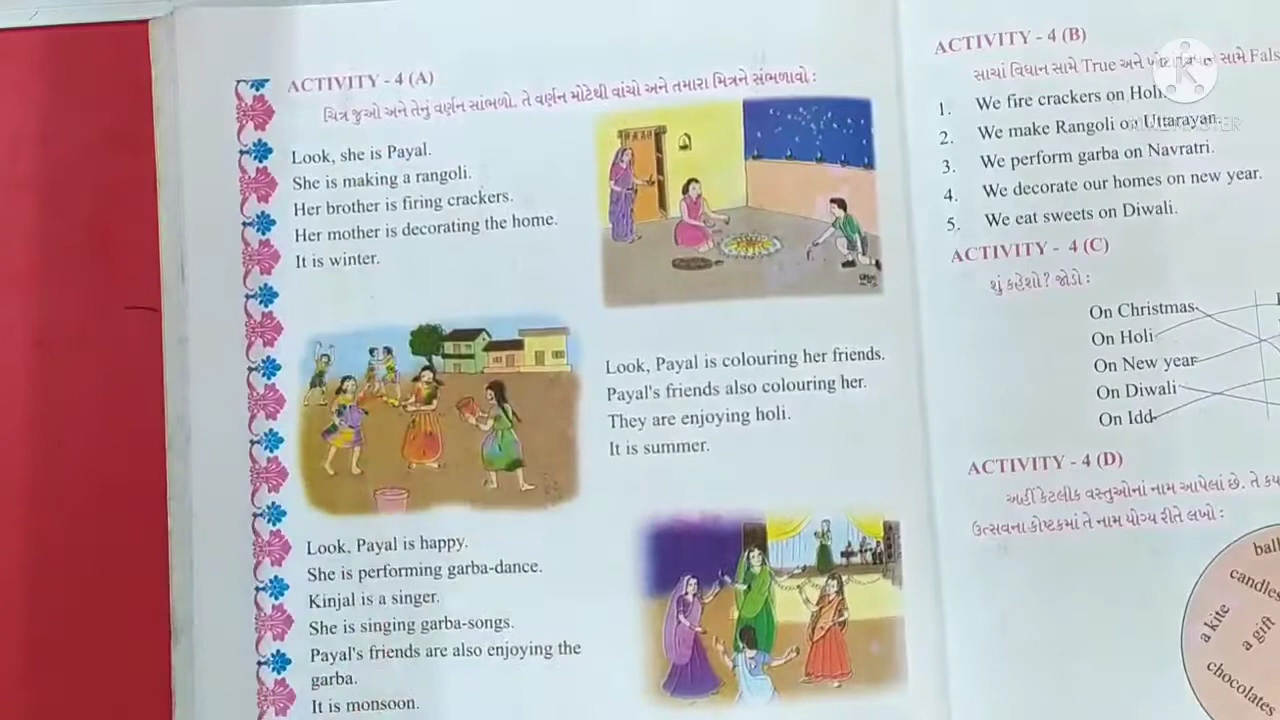 ACTIVITY - 4 (A)
ચિત્ર જુઓ અને તેનું વર્ણન સાંભળો. તે વર્ણન મોટેથી વાંચો અને તમારા મિત્રને સંભળાવો :
Look, she is Payal.
She is making a rangoli.
Her brother is firing crackers.
Her mother is decorating the home.
It is winter.
Look, Payal is colouring her friends.
Payal's friends also colouring her.
They are enjoying holi.
It is summer.
Look, Payal is happy.
She is performing garba-dance.
Kinjal is a singer.
She is singing garba-songs.
Payal's friends are also enjoying the
garba.
It is monsoon.
ACTIVITY - 4 (B)
સાચાં વિધાન સામે True અને સામે Fals
1. We fire crackers on Holi.
2. We make Rangoli on Uttarayan.
3. We perform garba on Navratri.
4. We decorate our homes on new year.
5. We eat sweets on Diwali.
ACTIVITY - 4 (C)
શું કહેશો? જોડો :
On Christmas
On Holi
On New year
On Diwali
On Idd
ACTIVITY - 4 (D)
અહીં કેટલીક વસ્તુઓનાં નામ આપેલાં છે. તે કય
ઉત્સવના કોષ્ટકમાં તે નામ યોગ્ય રીતે લખો :
ball
candles
a kite
a gift
chocolates